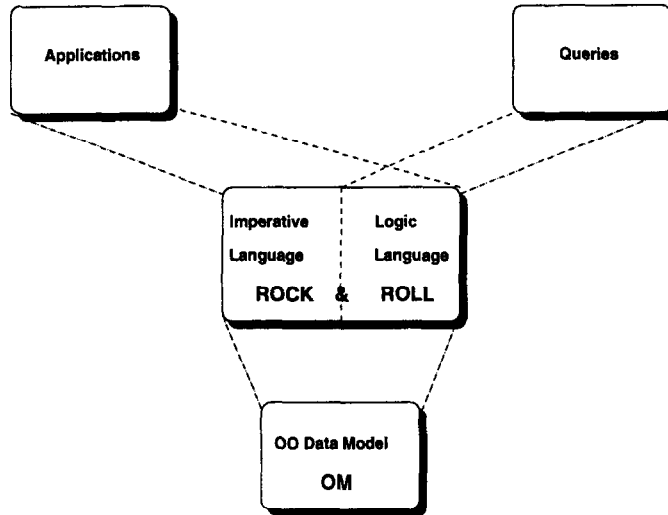 Applications
Queries
Imperative Logic
Language Language
ROCK & ROLL
OO Data Model
OM